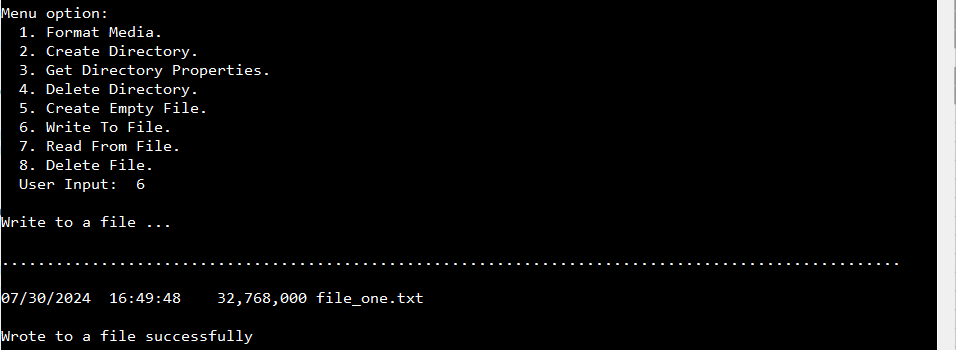 Menu option:
1. Format Media.
2. Create Directory.
3. Get Directory Properties.
4. Delete Directory.
5. Create Empty File.
6. Write To File.
7. Read From File.
8. Delete File.
User Input:  6
Write to a file ...
....................................................................................................
07/30/2024  16:49:48    32,768,000 file_one.txt
Wrote to a file successfully